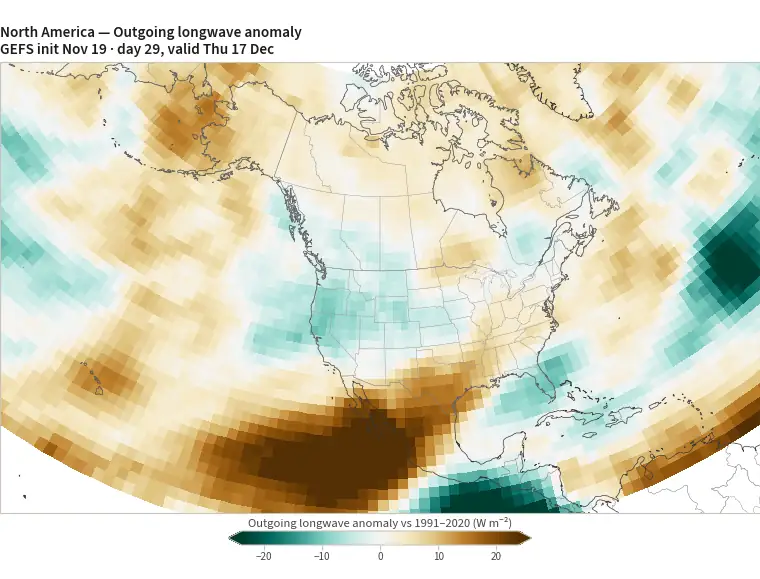 North America — Outgoing longwave anomaly
GEFS init Nov 19 · day 29, valid Thu 17 Dec
Outgoing longwave anomaly vs 1991–2020 (W m⁻²)
−20 −10 0 10 20